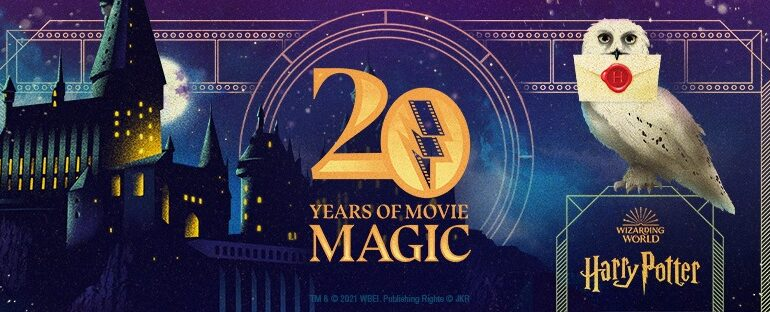 20
YEARS OF MOVIE
MAGIC
H
WIZARDING
WORLD
Harry Potter
TM & © 2021 WBEI. Publishing Rights © JKR